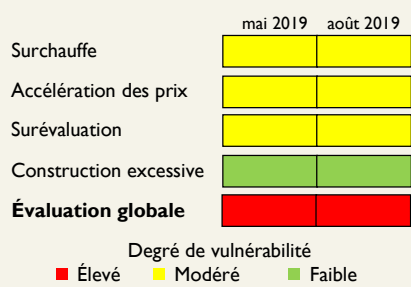 mai 2019 août 2019
Surchauffe
Accélération des prix
Surévaluation
Construction excessive
Évaluation globale
Degré de vulnérabilité
Élevé Modéré Faible